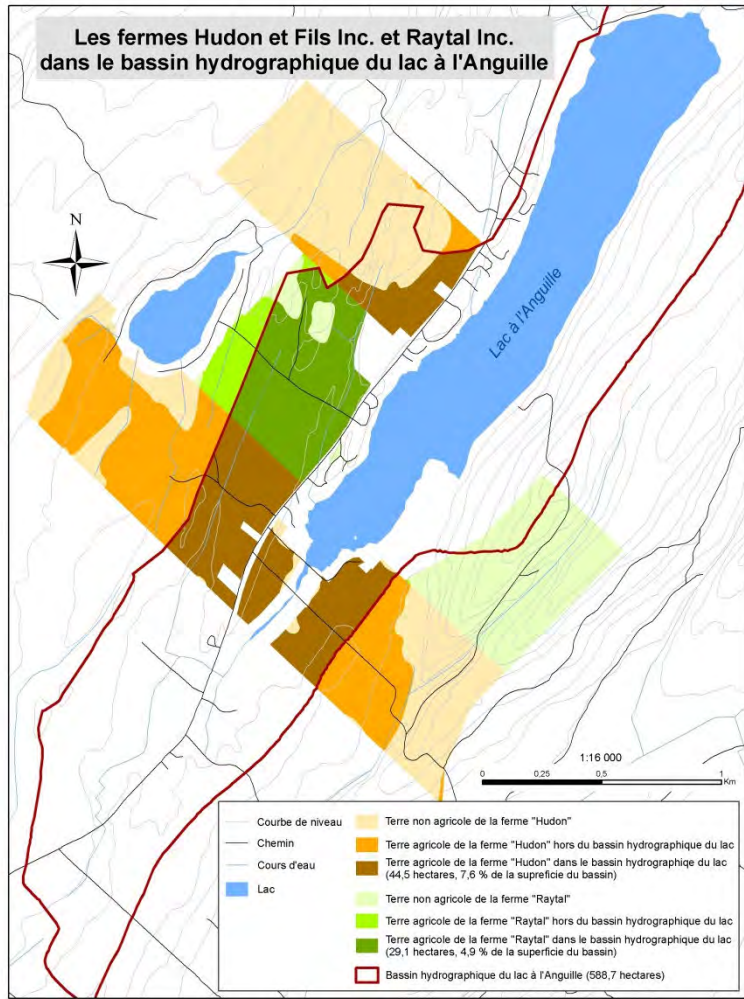 Les fermes Hudon et Fils Inc. et Raytal Inc.
dans le bassin hydrographique du lac à l'Anguille
N
Lac à l'Anguille
1:16 000
0 0,25 0,5 1
Km
Courbe de niveau
Chemin
Cours d'eau
Lac
Terre non agricole de la ferme "Hudon"
Terre agricole de la ferme "Hudon" hors du bassin hydrographique du lac
Terre agricole de la ferme "Hudon" dans le bassin hydrographique du lac
(44,5 hectares, 7,6 % de la supreficie du bassin)
Terre non agricole de la ferme "Raytal"
Terre agricole de la ferme "Raytal" hors du bassin hydrographique du lac
Terre agricole de la ferme "Raytal" dans le bassin hydrographique du lac
(29,1 hectares, 4,9 % de la superficie du bassin)
Bassin hydrographique du lac à l'Anguille (588,7 hectares)